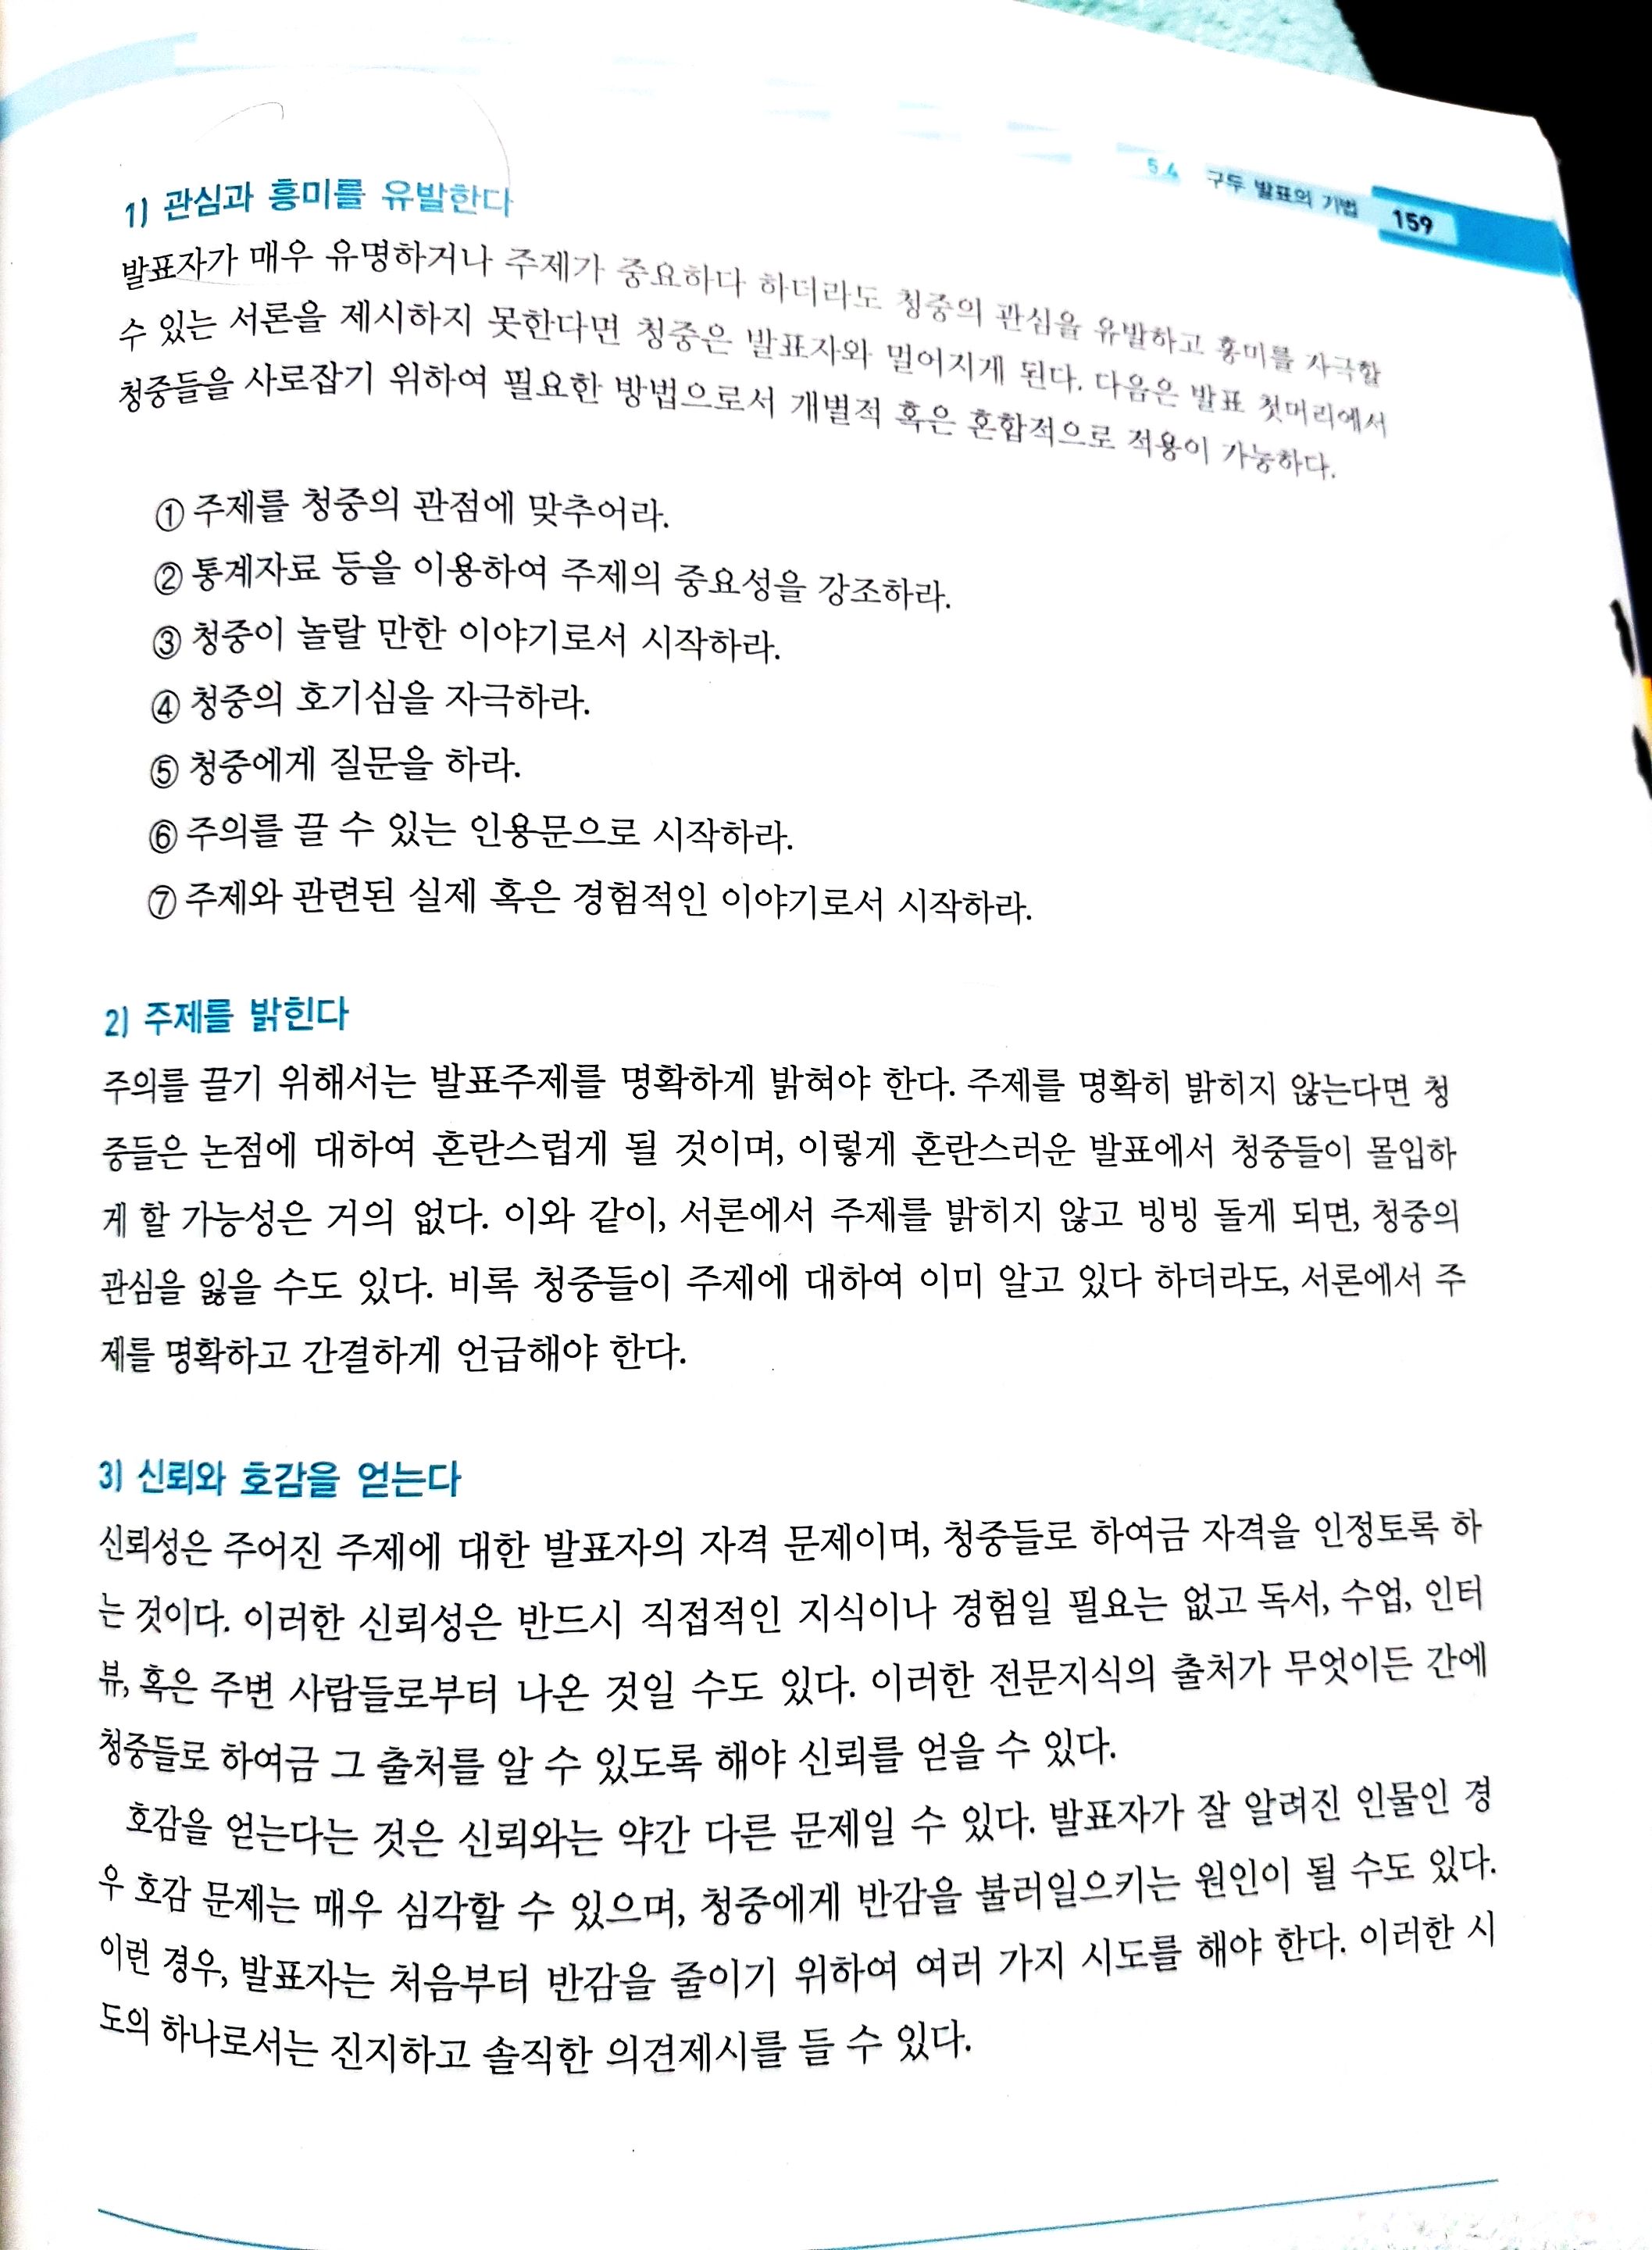 5.4 구두 발표의 기법 159
1) 관심과 흥미를 유발한다
발표자가 매우 유명하거나 주제가 중요하다 하더라도 청중의 관심을 유발하고 흥미를 자극할
수 있는 서론을 제시하지 못한다면 청중은 발표자와 멀어지게 된다. 다음은 발표 첫머리에서
청중들을 사로잡기 위하여 필요한 방법으로서 개별적 혹은 혼합적으로 적용이 가능하다.
① 주제를 청중의 관점에 맞추어라.
② 통계자료 등을 이용하여 주제의 중요성을 강조하라.
③ 청중이 놀랄 만한 이야기로서 시작하라.
④ 청중의 호기심을 자극하라.
⑤ 청중에게 질문을 하라.
⑥ 주의를 끌 수 있는 인용문으로 시작하라.
⑦ 주제와 관련된 실제 혹은 경험적인 이야기로서 시작하라.
2) 주제를 밝힌다
주의를 끌기 위해서는 발표주제를 명확하게 밝혀야 한다. 주제를 명확히 밝히지 않는다면 청
중들은 논점에 대하여 혼란스럽게 될 것이며, 이렇게 혼란스러운 발표에서 청중들이 몰입하
게 할 가능성은 거의 없다. 이와 같이, 서론에서 주제를 밝히지 않고 빙빙 돌게 되면, 청중의
관심을 잃을 수도 있다. 비록 청중들이 주제에 대하여 이미 알고 있다 하더라도, 서론에서 주
제를 명확하고 간결하게 언급해야 한다.
3) 신뢰와 호감을 얻는다
신뢰성은 주어진 주제에 대한 발표자의 자격 문제이며, 청중들로 하여금 자격을 인정토록 하
는 것이다. 이러한 신뢰성은 반드시 직접적인 지식이나 경험일 필요는 없고 독서, 수업, 인터
뷰, 혹은 주변 사람들로부터 나온 것일 수도 있다. 이러한 전문지식의 출처가 무엇이든 간에
청중들로 하여금 그 출처를 알 수 있도록 해야 신뢰를 얻을 수 있다.
호감을 얻는다는 것은 신뢰와는 약간 다른 문제일 수 있다. 발표자가 잘 알려진 인물인 경
우 호감 문제는 매우 심각할 수 있으며, 청중에게 반감을 불러일으키는 원인이 될 수도 있다.
이런 경우, 발표자는 처음부터 반감을 줄이기 위하여 여러 가지 시도를 해야 한다. 이러한 시
도의 하나로서는 진지하고 솔직한 의견제시를 들 수 있다.